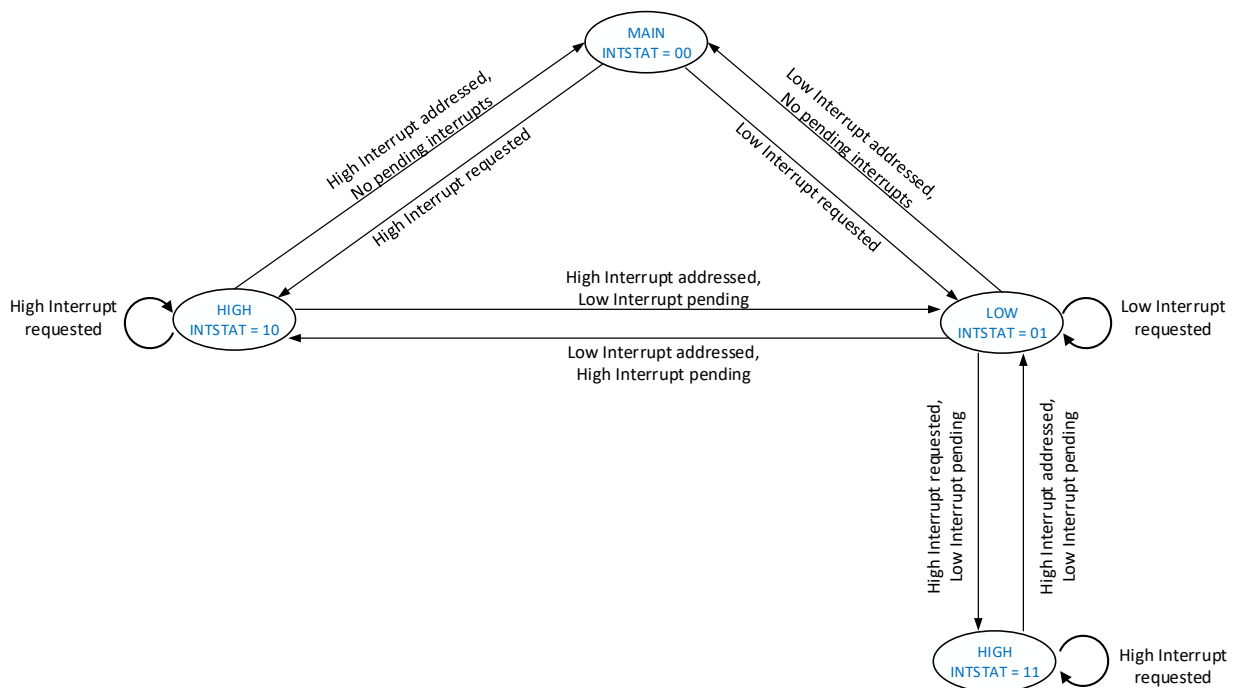 MAIN
INTSTAT = 00
High Interrupt addressed,
No pending interrupts
High Interrupt requested
Low Interrupt addressed,
No pending interrupts
Low Interrupt requested
High Interrupt
requested
HIGH
INTSTAT = 10
High Interrupt addressed,
Low Interrupt pending
Low Interrupt addressed,
High Interrupt pending
LOW
INTSTAT = 01
Low Interrupt
requested
High Interrupt requested,
Low Interrupt pending
High Interrupt addressed,
Low Interrupt pending
HIGH
INTSTAT = 11
High Interrupt
requested